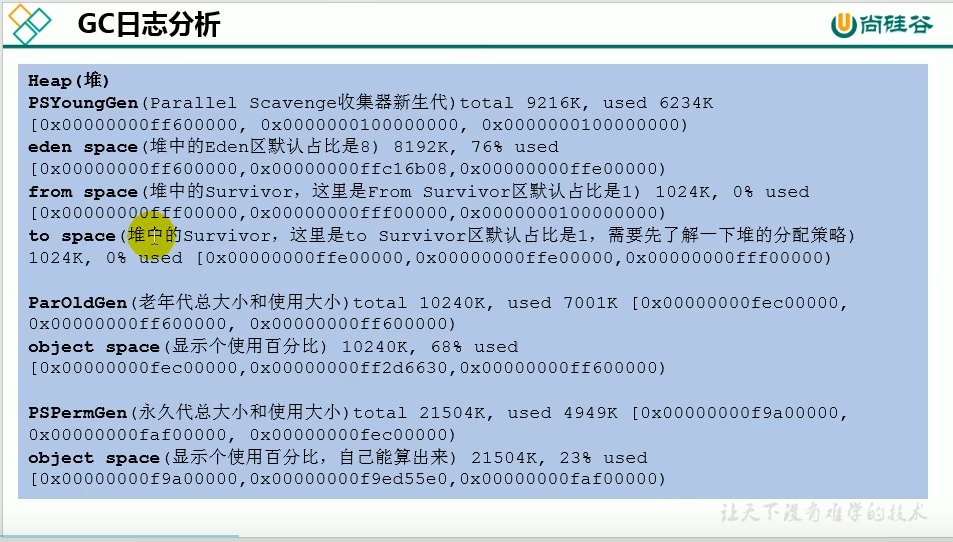 GC日志分析
尚硅谷
Heap(堆)
PSYoungGen(Parallel Scavenge收集器新生代)total 9216K, used 6234K
[0x00000000ff600000, 0x0000000100000000, 0x0000000100000000)
eden space(堆中的Eden区默认占比是8) 8192K, 76% used
[0x00000000ff600000,0x00000000ffc16b08,0x00000000ffe00000)
from space(堆中的Survivor，这里是From Survivor区默认占比是1) 1024K, 0% used
[0x00000000fff00000,0x00000000fff00000,0x0000000100000000)
to space(堆中的Survivor，这里是to Survivor区默认占比是1，需要先了解一下堆的分配策略)
1024K, 0% used [0x00000000ffe00000,0x00000000ffe00000,0x00000000fff00000)
ParOldGen(老年代总大小和使用大小)total 10240K, used 7001K [0x00000000fec00000,
0x00000000ff600000, 0x00000000ff600000)
object space(显示个使用百分比) 10240K, 68% used
[0x00000000fec00000,0x00000000ff2d6630,0x00000000ff600000)
PSPermGen(永久代总大小和使用大小)total 21504K, used 4949K [0x00000000f9a00000,
0x00000000faf00000, 0x00000000fec00000)
object space(显示个使用百分比，自己能算出来) 21504K, 23% used
[0x00000000f9a00000,0x00000000f9ed55e0,0x00000000faf00000)
让天下没有难学的技术